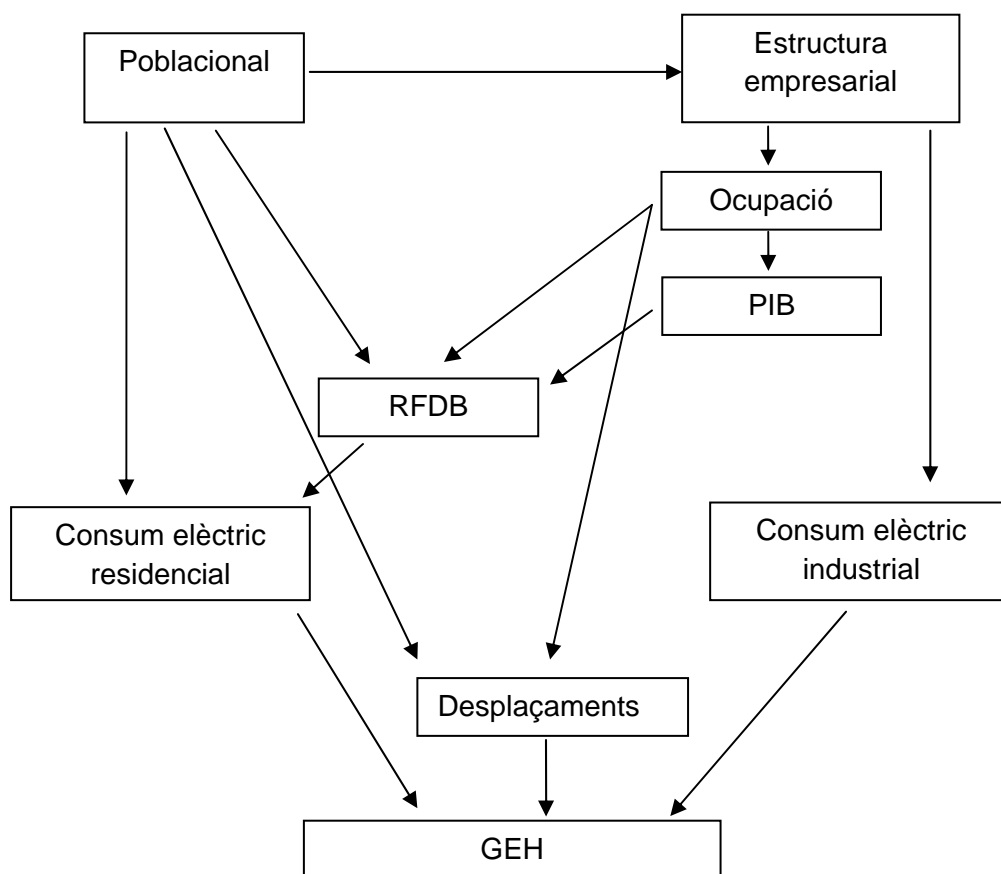 Poblacional
Estructura
empresarial
Ocupació
PIB
RFDB
Consum elèctric
residencial
Consum elèctric
industrial
Desplaçaments
GEH